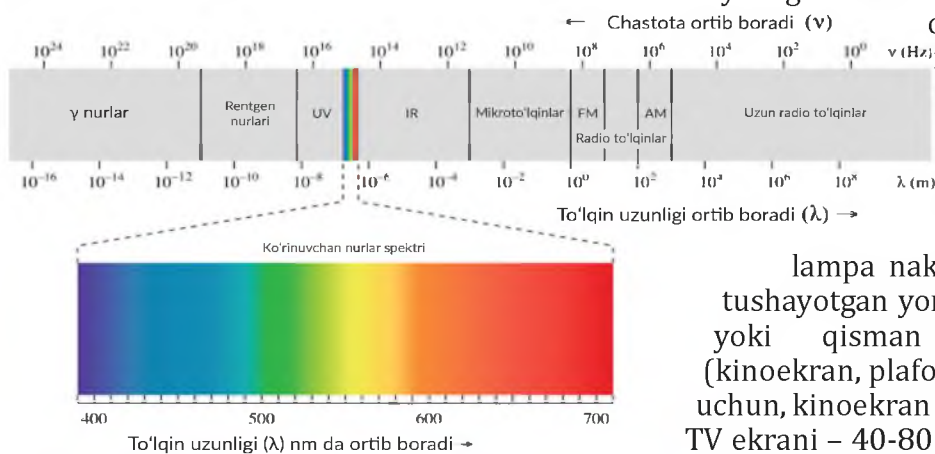 ← Chastota ortib boradi (ν)
10²⁴ 10²² 10²⁰ 10¹⁸ 10¹⁶ 10¹⁴ 10¹² 10¹⁰ 10⁸ 10⁶ 10⁴ 10² 10⁰ ν (Hz)
γ nurlar Rentgen nurlari UV IR Mikroto'lqinlar FM AM Uzun radio to'lqinlar
Radio to'lqinlar
10⁻¹⁶ 10⁻¹⁴ 10⁻¹² 10⁻¹⁰ 10⁻⁸ 10⁻⁶ 10⁻⁴ 10⁻² 10⁰ 10² 10⁴ 10⁶ 10⁸ λ (m)
To'lqin uzunligi ortib boradi (λ) →
Ko'rinuvchan nurlar spektri
400 500 600 700
To'lqin uzunligi (λ) nm da ortib boradi →
lampa nak
tushayotgan yor
yoki qisman
(kinoekran, plafo
uchun, kinoekran
TV ekrani – 40-80